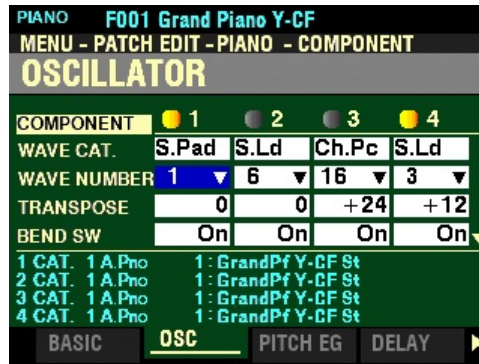 PIANO F001 Grand Piano Y-CF
MENU - PATCH EDIT - PIANO - COMPONENT
OSCILLATOR
COMPONENT 1 2 3 4
WAVE CAT. S.Pad S.Ld Ch.Pc S.Ld
WAVE NUMBER 1 6 16 3
TRANSPOSE 0 0 +24 +12
BEND SW On On On On
1 CAT. 1 A.Pno 1: GrandPf Y-CF St
2 CAT. 1 A.Pno 1: GrandPf Y-CF St
3 CAT. 1 A.Pno 1: GrandPf Y-CF St
4 CAT. 1 A.Pno 1: GrandPf Y-CF St
BASIC OSC PITCH EG DELAY